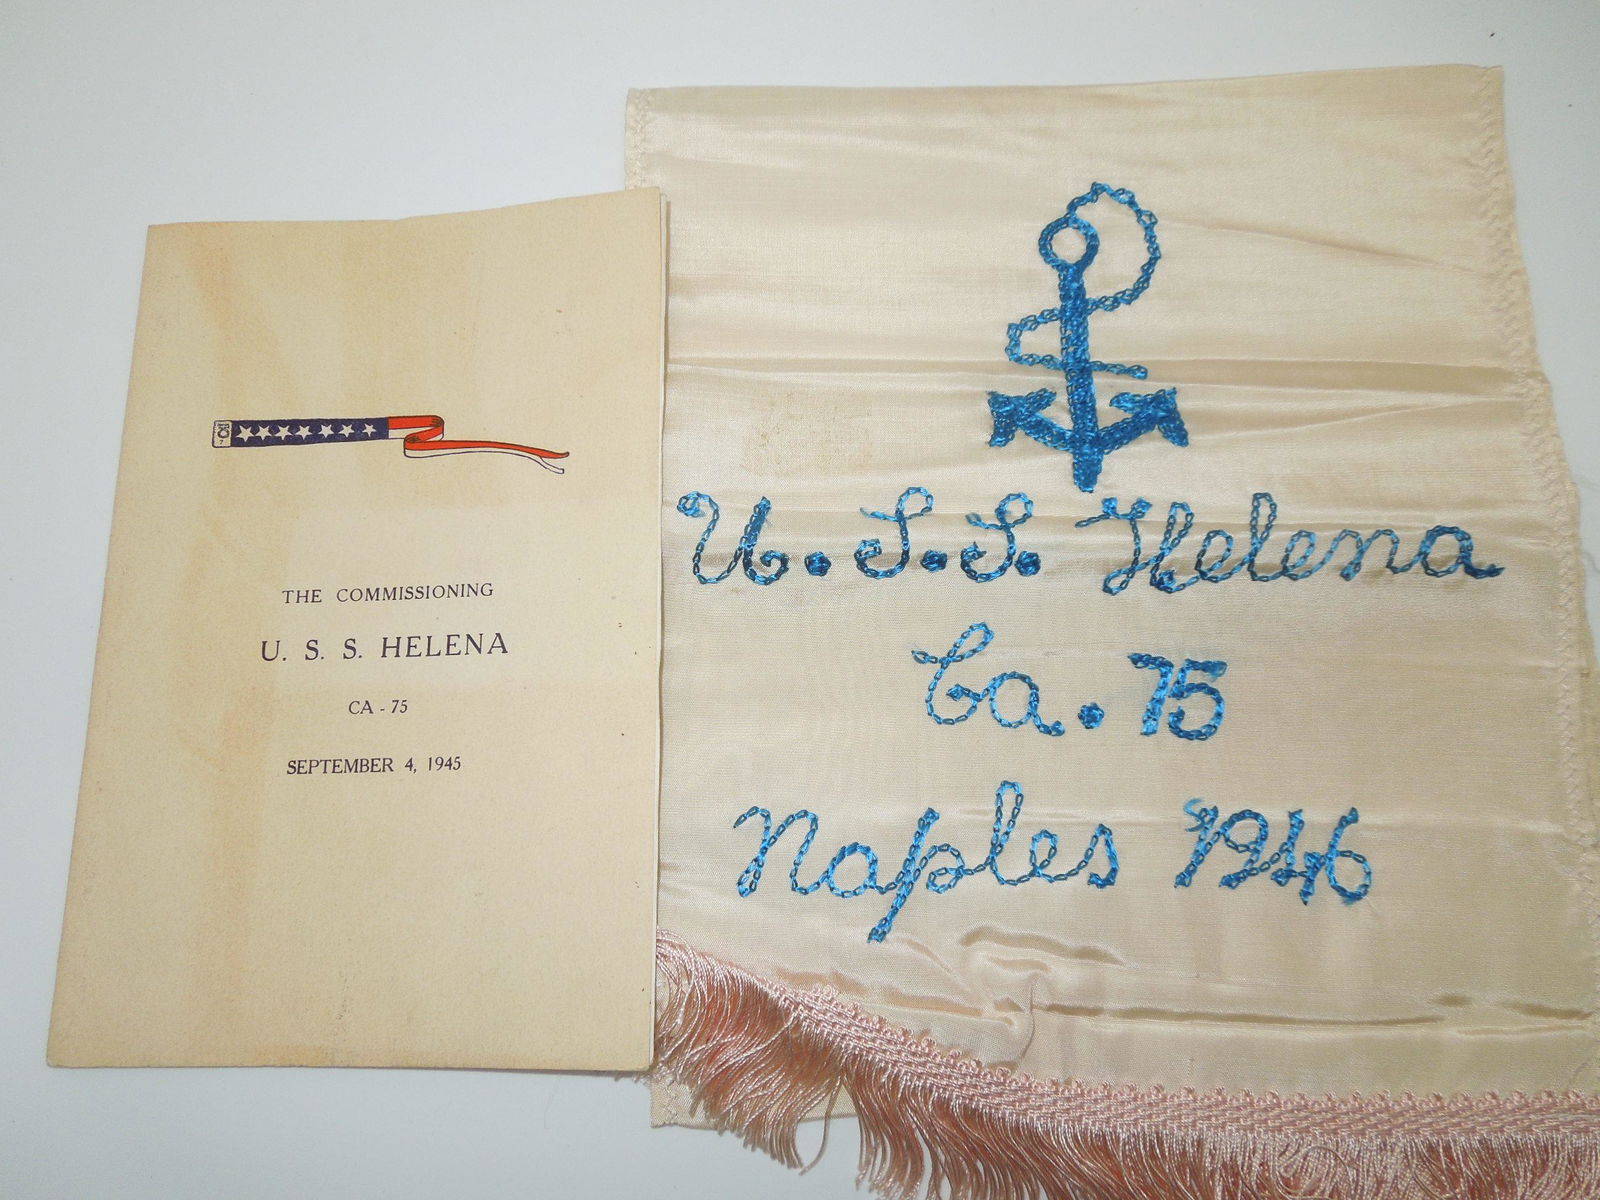 THE COMMISSIONING
U. S. S. HELENA
CA - 75
SEPTEMBER 4, 1945
U.S.S. Helena
Ca. 75
Naples 1946